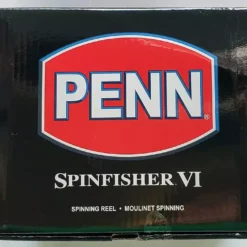 PENN®
SPINFISHER VI
SPINNING REEL • MOULINET SPINNING